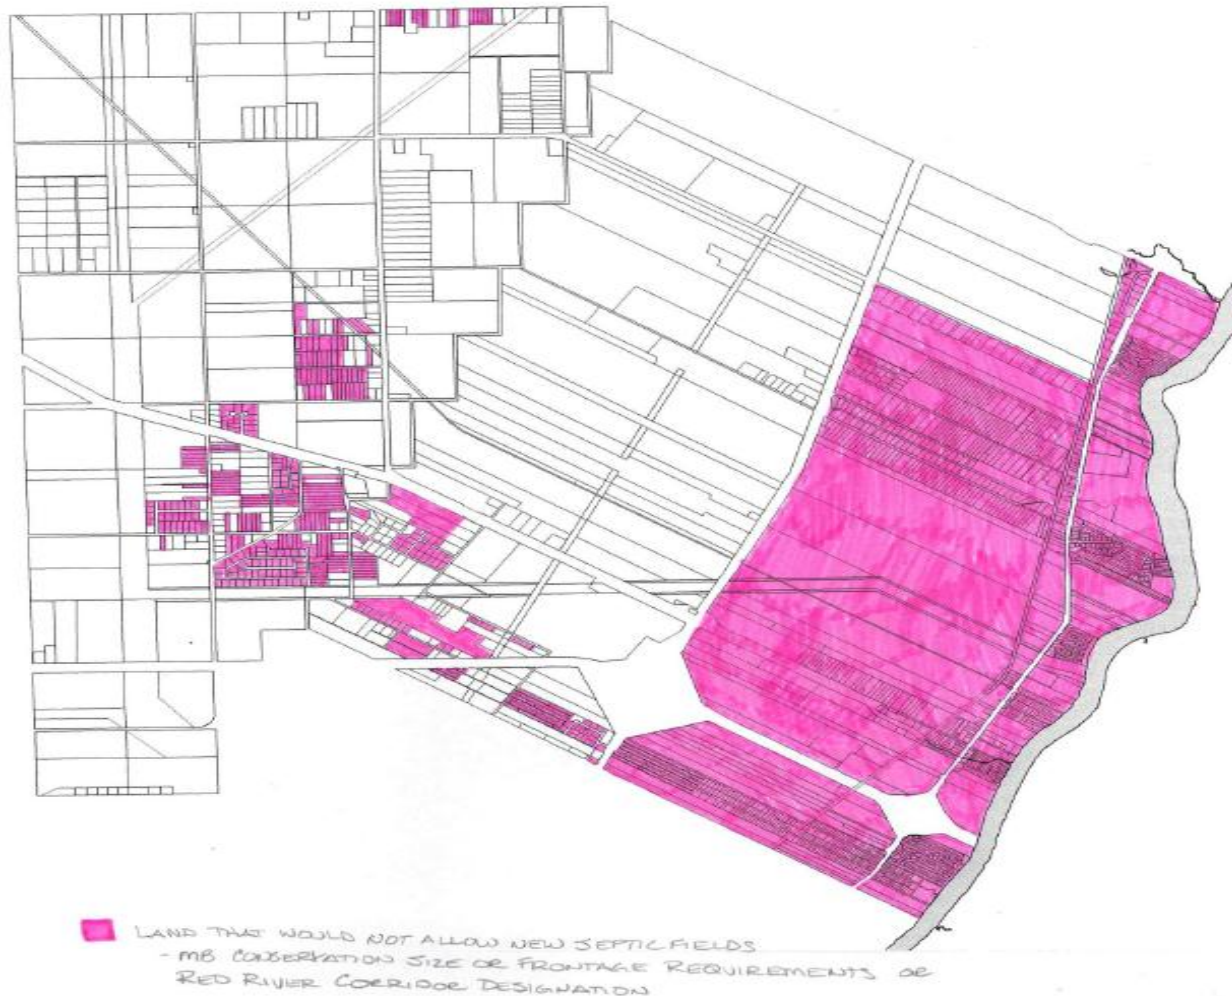 LAND THAT WOULD NOT ALLOW NEW SEPTIC FIELDS
- MB CONSERVATION SIZE OR FRONTAGE REQUIREMENTS OR
RED RIVER CORRIDOR DESIGNATION